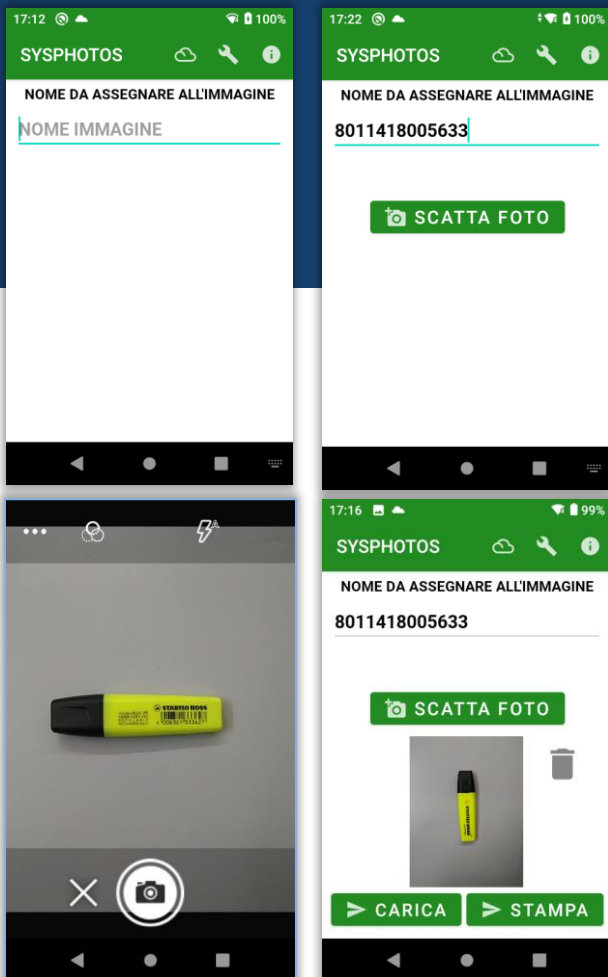 17:12
100%
SYSPHOTOS
NOME DA ASSEGNARE ALL'IMMAGINE
NOME IMMAGINE
17:22
100%
SYSPHOTOS
NOME DA ASSEGNARE ALL'IMMAGINE
8011418005633
SCATTA FOTO
A
STABILO BOSS
17:16
99%
SYSPHOTOS
NOME DA ASSEGNARE ALL'IMMAGINE
8011418005633
SCATTA FOTO
CARICA
STAMPA